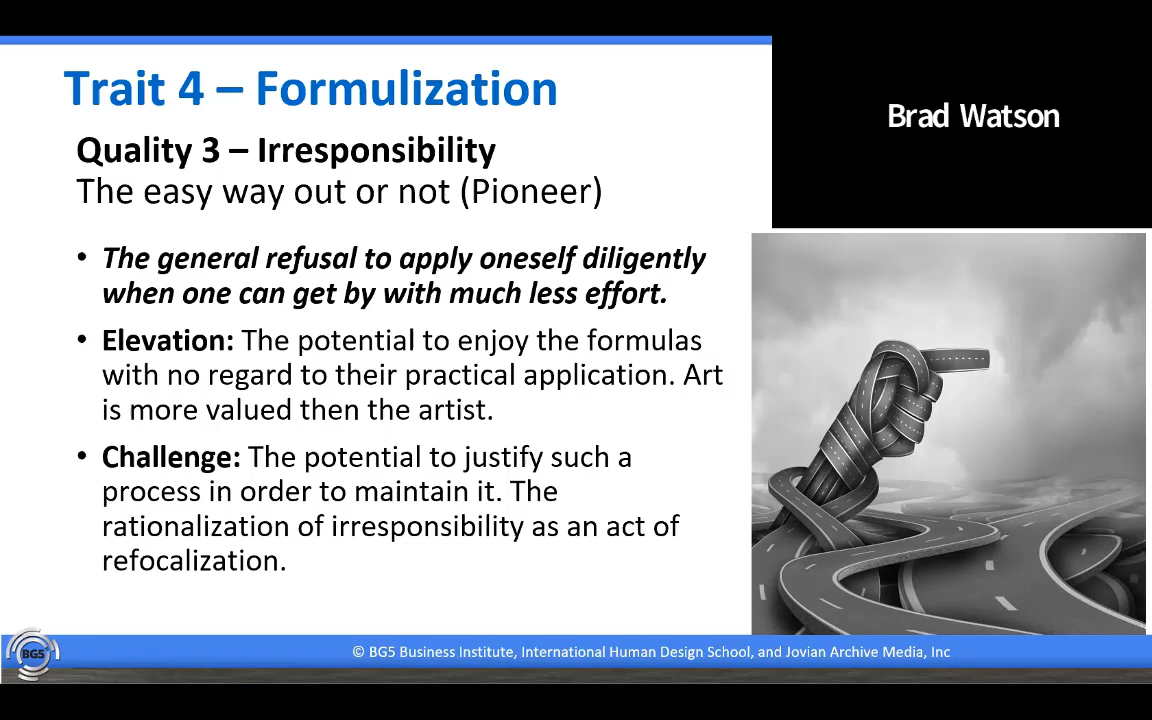 Trait 4 – Formulization
Brad Watson
Quality 3 – Irresponsibility
The easy way out or not (Pioneer)
• The general refusal to apply oneself diligently
when one can get by with much less effort.
• Elevation: The potential to enjoy the formulas
with no regard to their practical application. Art
is more valued then the artist.
• Challenge: The potential to justify such a
process in order to maintain it. The
rationalization of irresponsibility as an act of
refocalization.
BG5
© BG5 Business Institute, International Human Design School, and Jovian Archive Media, Inc